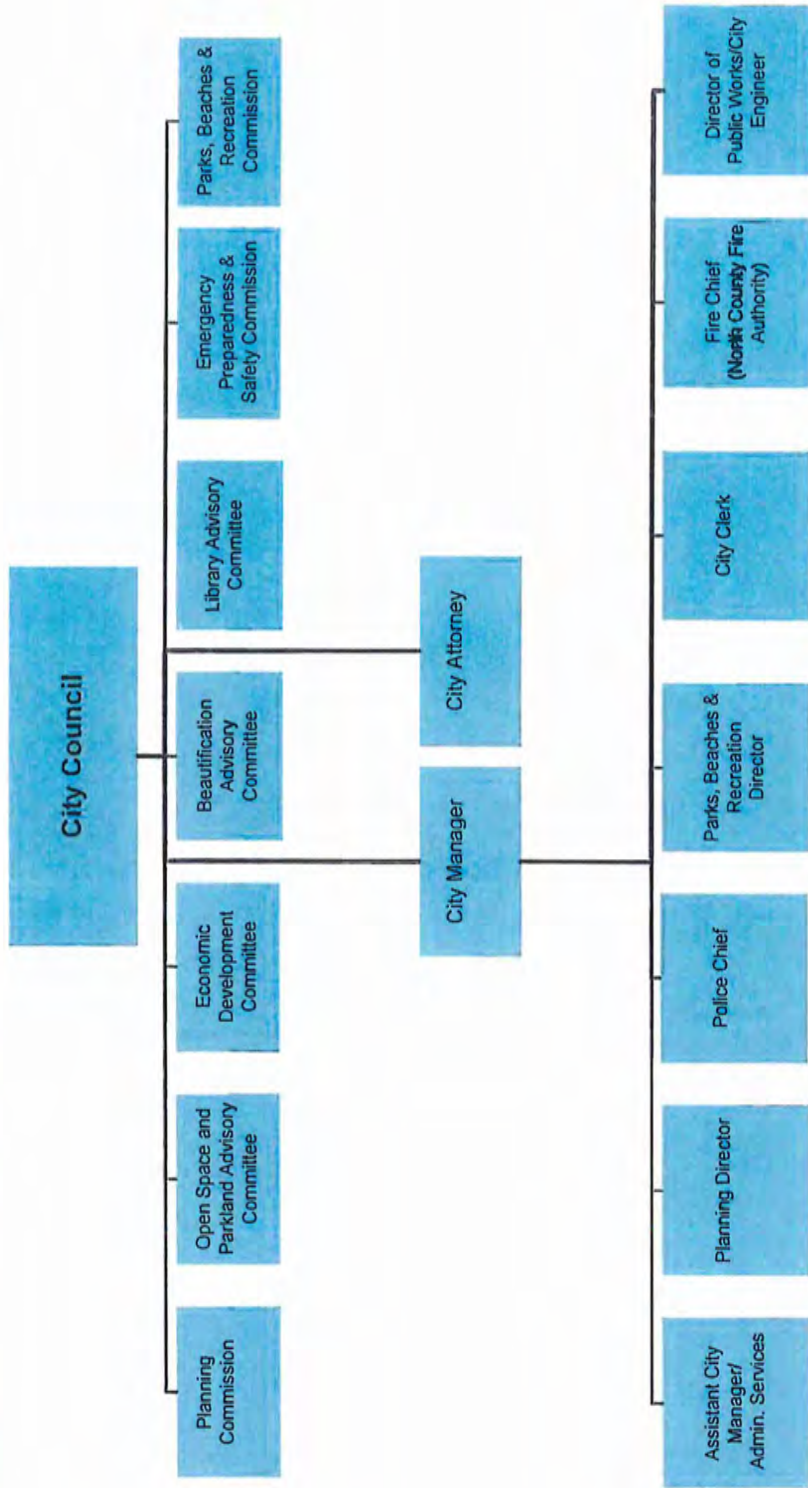 City Council
Planning
Commission
Open Space and
Parkland Advisory
Committee
Economic
Development
Committee
Beautification
Advisory
Committee
Library Advisory
Committee
Emergency
Preparedness &
Safety Commission
Parks, Beaches &
Recreation
Commission
City Manager
City Attorney
Assistant City
Manager/
Admin. Services
Planning Director
Police Chief
Parks, Beaches &
Recreation
Director
City Clerk
Fire Chief
(North County Fire
Authority)
Director of
Public Works/City
Engineer